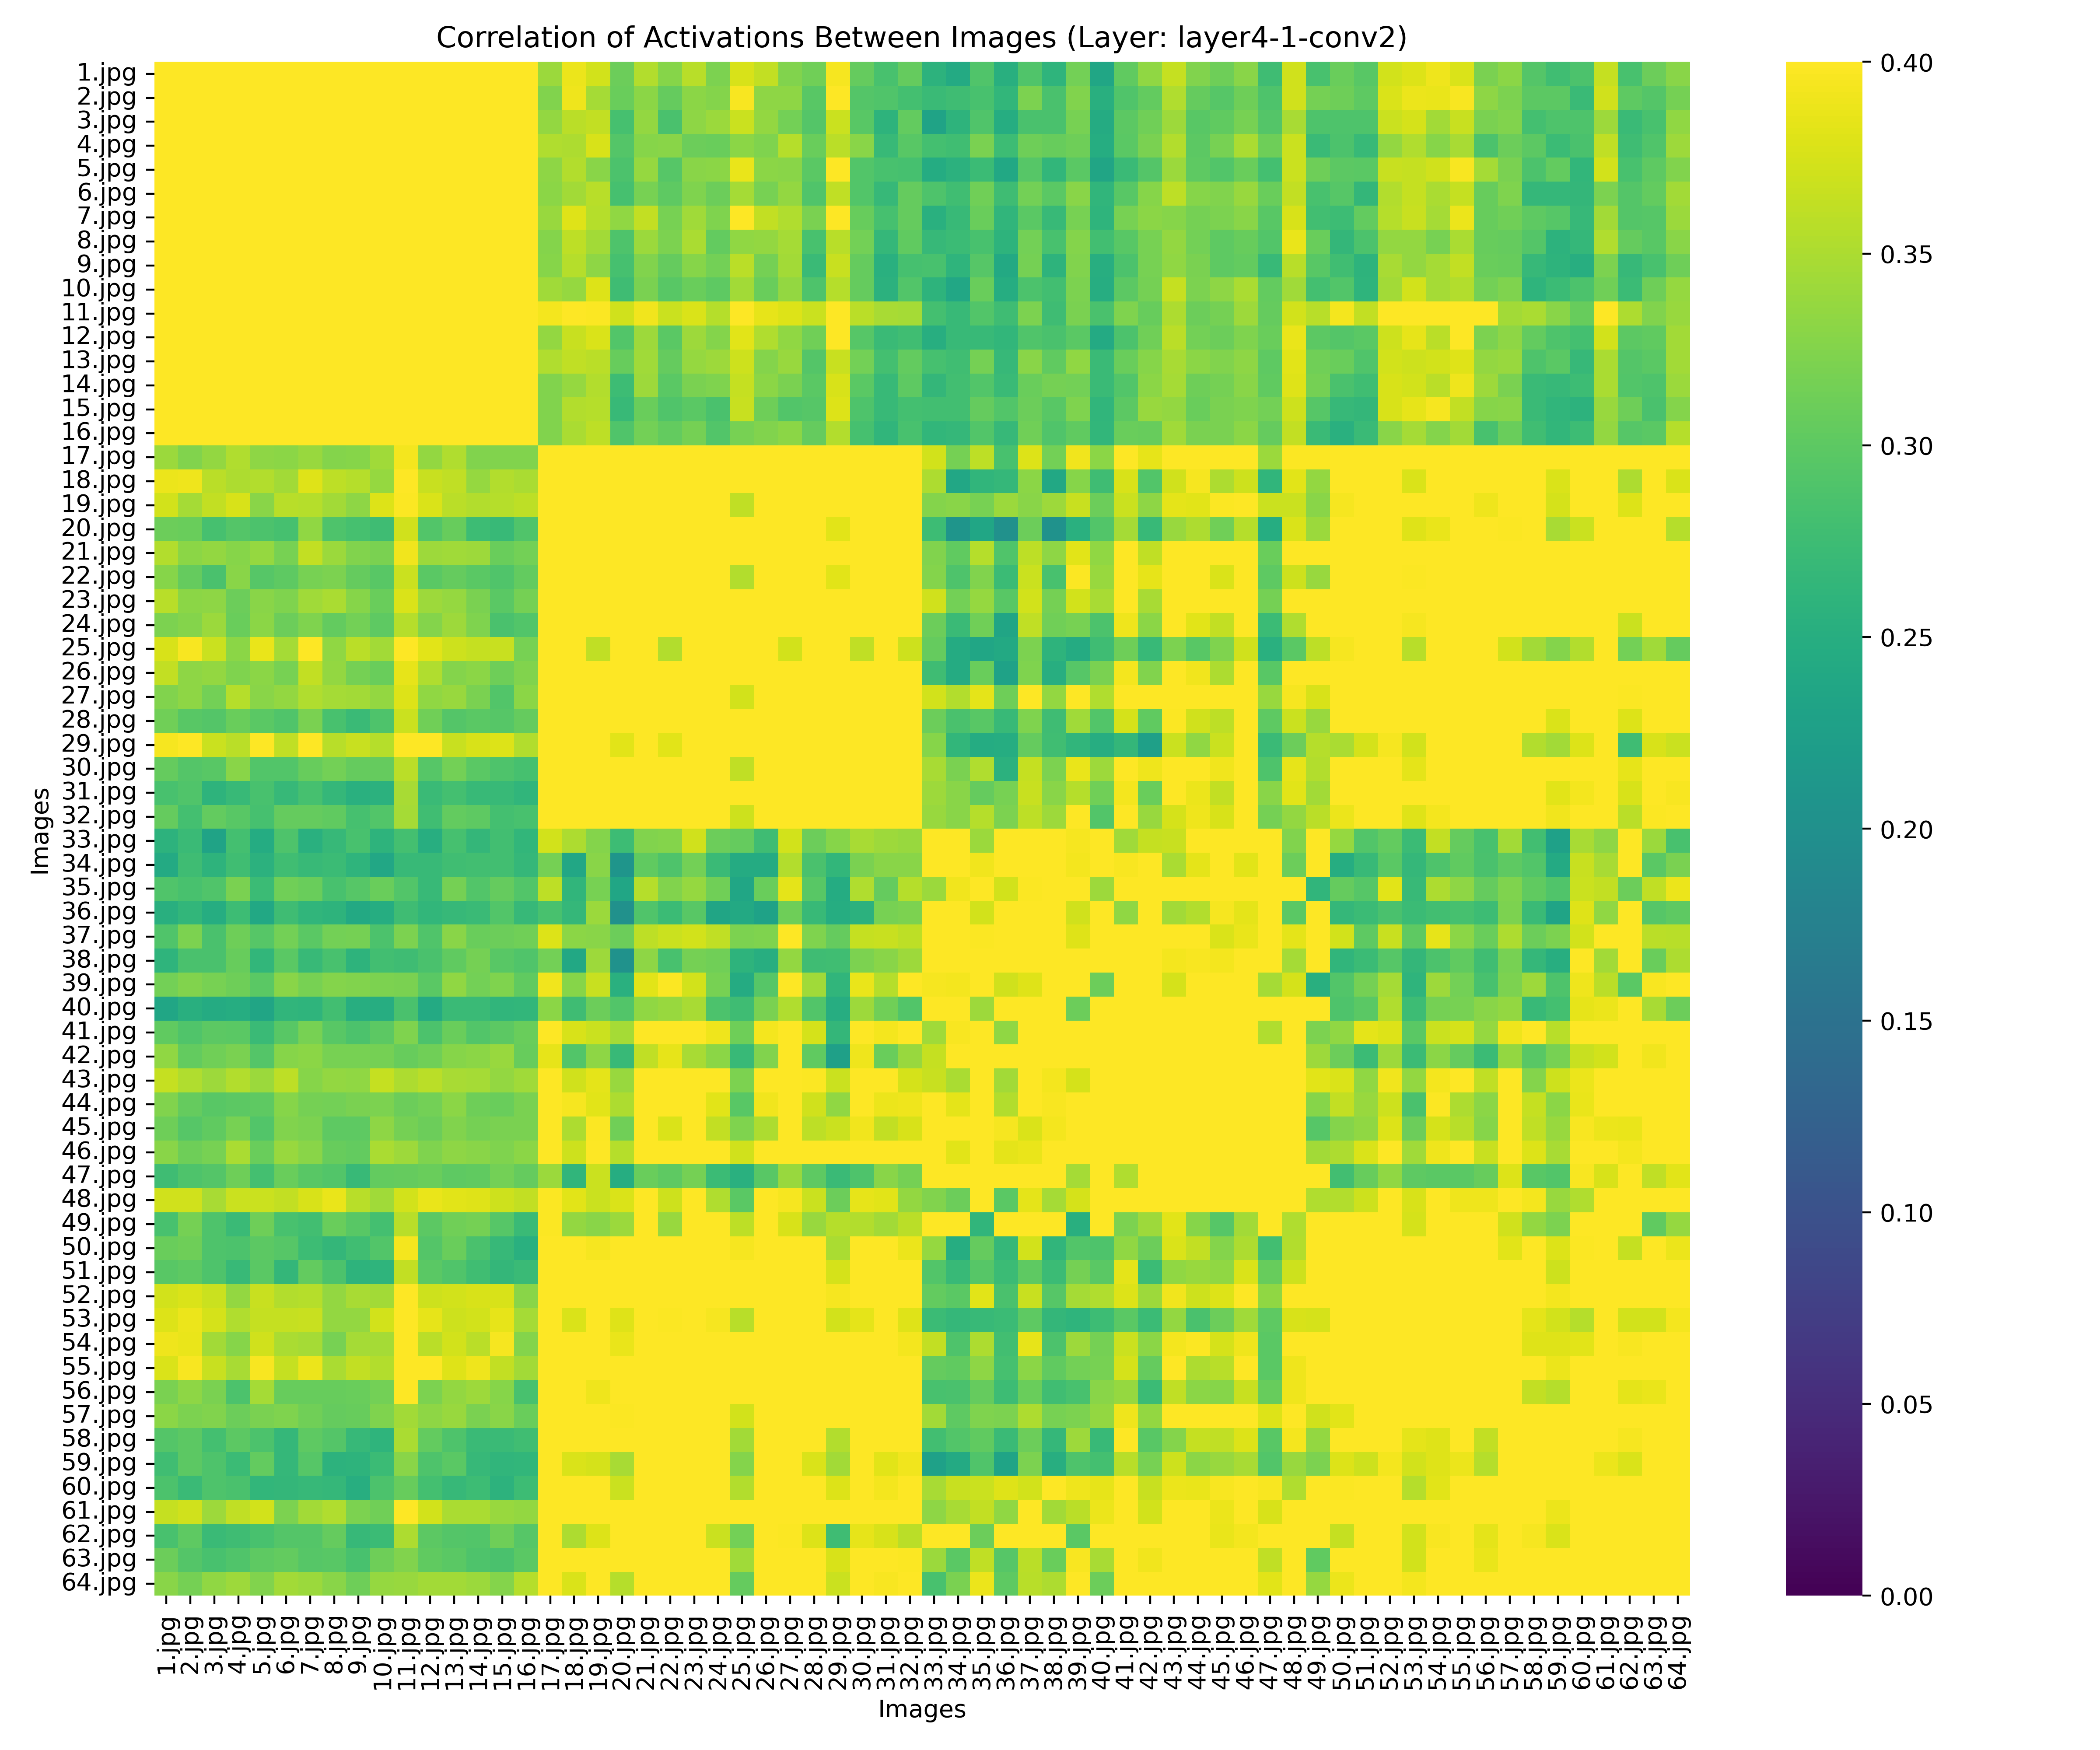 Correlation of Activations Between Images (Layer: layer4-1-conv2)
Images
1.jpg
2.jpg
3.jpg
4.jpg
5.jpg
6.jpg
7.jpg
8.jpg
9.jpg
10.jpg
11.jpg
12.jpg
13.jpg
14.jpg
15.jpg
16.jpg
17.jpg
18.jpg
19.jpg
20.jpg
21.jpg
22.jpg
23.jpg
24.jpg
25.jpg
26.jpg
27.jpg
28.jpg
29.jpg
30.jpg
31.jpg
32.jpg
33.jpg
34.jpg
35.jpg
36.jpg
37.jpg
38.jpg
39.jpg
40.jpg
41.jpg
42.jpg
43.jpg
44.jpg
45.jpg
46.jpg
47.jpg
48.jpg
49.jpg
50.jpg
51.jpg
52.jpg
53.jpg
54.jpg
55.jpg
56.jpg
57.jpg
58.jpg
59.jpg
60.jpg
61.jpg
62.jpg
63.jpg
64.jpg
1.jpg
2.jpg
3.jpg
4.jpg
5.jpg
6.jpg
7.jpg
8.jpg
9.jpg
10.jpg
11.jpg
12.jpg
13.jpg
14.jpg
15.jpg
16.jpg
17.jpg
18.jpg
19.jpg
20.jpg
21.jpg
22.jpg
23.jpg
24.jpg
25.jpg
26.jpg
27.jpg
28.jpg
29.jpg
30.jpg
31.jpg
32.jpg
33.jpg
34.jpg
35.jpg
36.jpg
37.jpg
38.jpg
39.jpg
40.jpg
41.jpg
42.jpg
43.jpg
44.jpg
45.jpg
46.jpg
47.jpg
48.jpg
49.jpg
50.jpg
51.jpg
52.jpg
53.jpg
54.jpg
55.jpg
56.jpg
57.jpg
58.jpg
59.jpg
60.jpg
61.jpg
62.jpg
63.jpg
64.jpg
Images
0.40
0.35
0.30
0.25
0.20
0.15
0.10
0.05
0.00